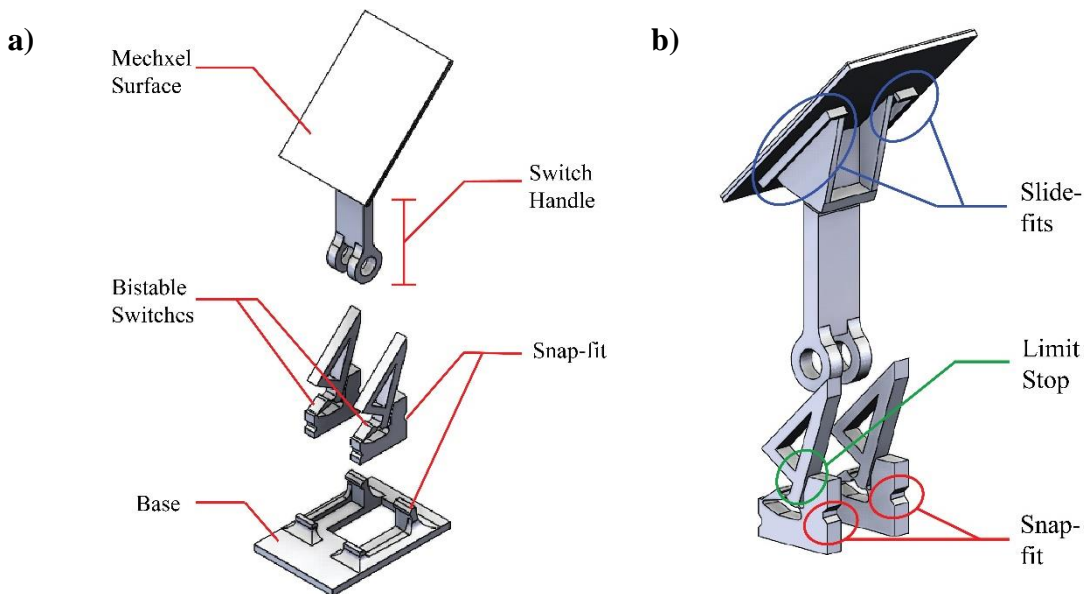 a)
Mechxel
Surface
Switch
Handle
Bistable
Switches
Snap-fit
Base
b)
Slide-
fits
Limit
Stop
Snap-
fit